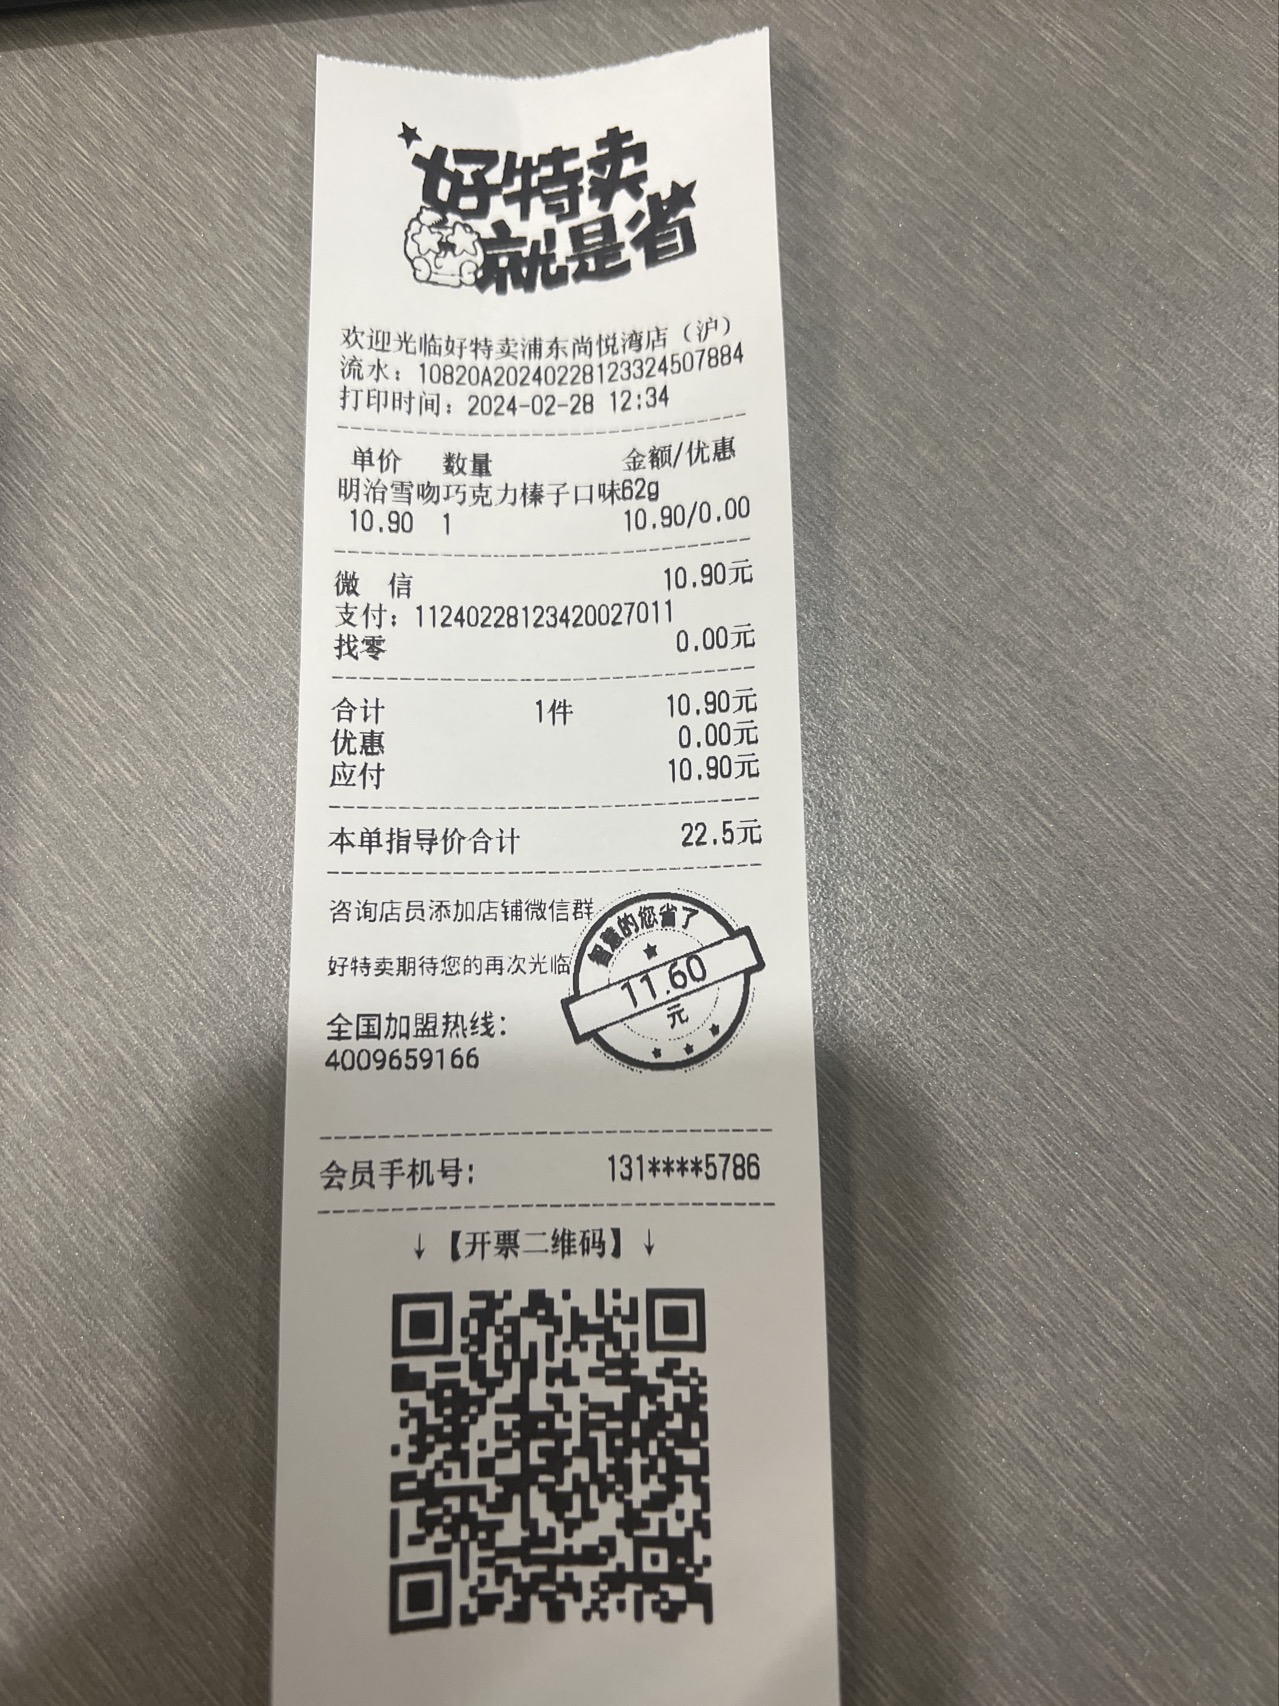 好特卖
就是省
欢迎光临好特卖浦东尚悦湾店（沪）
流水：10820A20240228123324507884
打印时间：2024-02-28 12:34
单价 数量 金额/优惠
明治雪吻巧克力榛子口味62g
10.90 1 10.90/0.00
微 信 10.90元
支付：11240228123420027011
找零 0.00元
合计 1件 10.90元
优惠 0.00元
应付 10.90元
本单指导价合计 22.5元
咨询店员添加店铺微信群
好特卖期待您的再次光临
智慧的您省了
11.60
元
全国加盟热线：
4009659166
会员手机号： 131****5786
↓【开票二维码】↓